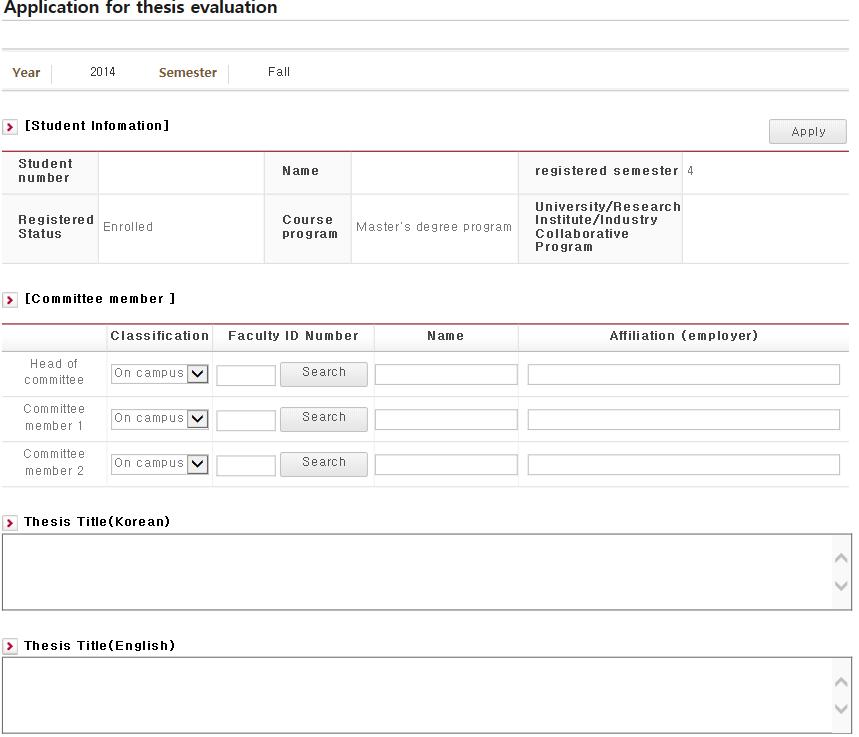 Application for thesis evaluation
Year 2014 Semester Fall
[Student Infomation]
Apply
Student number Name registered semester 4
Registered Status Enrolled Course program Master's degree program University/Research Institute/Industry Collaborative Program
[Committee member ]
Classification Faculty ID Number Name Affiliation (employer)
Head of committee On campus Search
Committee member 1 On campus Search
Committee member 2 On campus Search
Thesis Title(Korean)
Thesis Title(English)